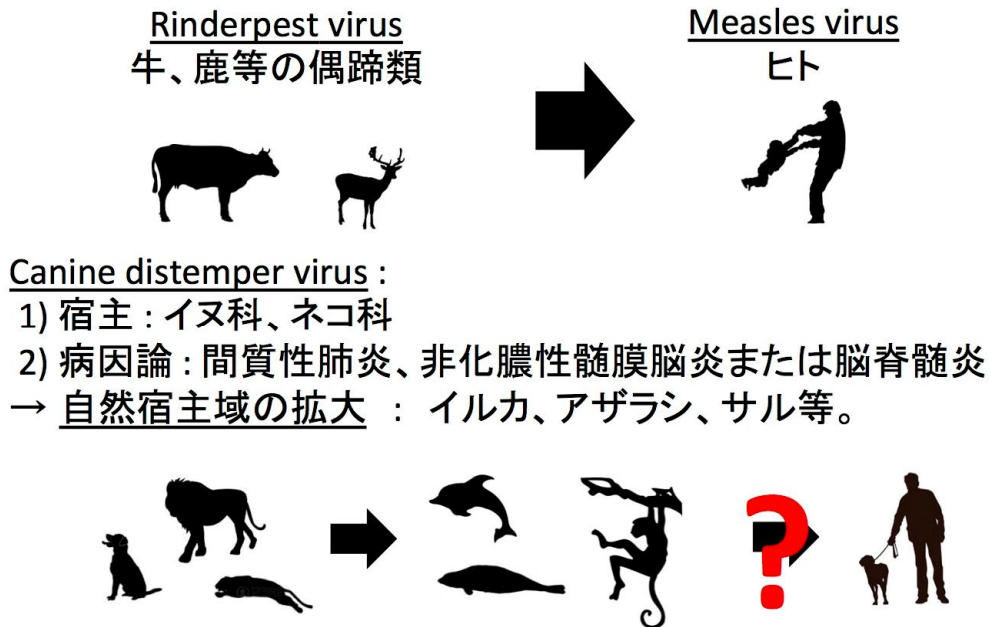 Rinderpest virus
牛、鹿等の偶蹄類
Measles virus
ヒト
Canine distemper virus :
1) 宿主 : イヌ科、ネコ科
2) 病因論 : 間質性肺炎、非化膿性髄膜脳炎または脳脊髄炎
→ 自然宿主域の拡大 : イルカ、アザラシ、サル等。
?